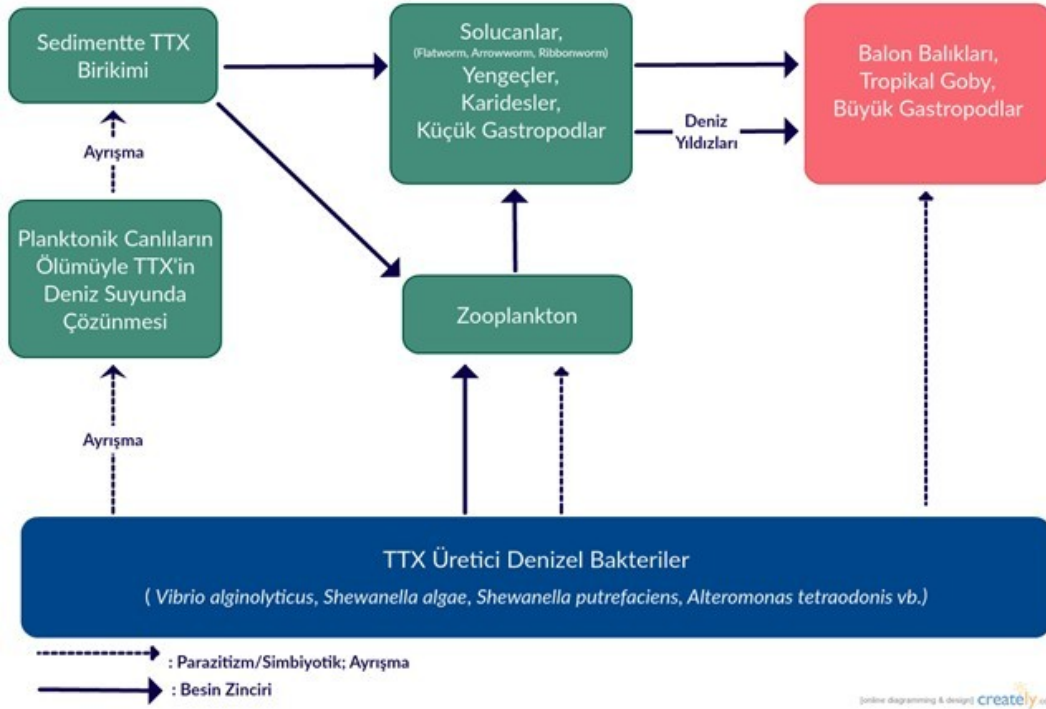 Sedimentte TTX
Birikimi
Solucanlar,
(Flatworm, Arrowworm, Ribbonworm)
Yengeçler,
Karidesler,
Küçük Gastropodlar
Balon Balıkları,
Tropikal Goby,
Büyük Gastropodlar
Deniz
Yıldızları
Ayrışma
Planktonik Canlıların
Ölümüyle TTX'in
Deniz Suyunda
Çözünmesi
Zooplankton
Ayrışma
TTX Üretici Denizel Bakteriler
( Vibrio alginolyticus, Shewanella algae, Shewanella putrefaciens, Alteromonas tetraodonis vb.)
: Parazitizm/Simbiyotik; Ayrışma
: Besin Zinciri
[online diagramming & design] creately